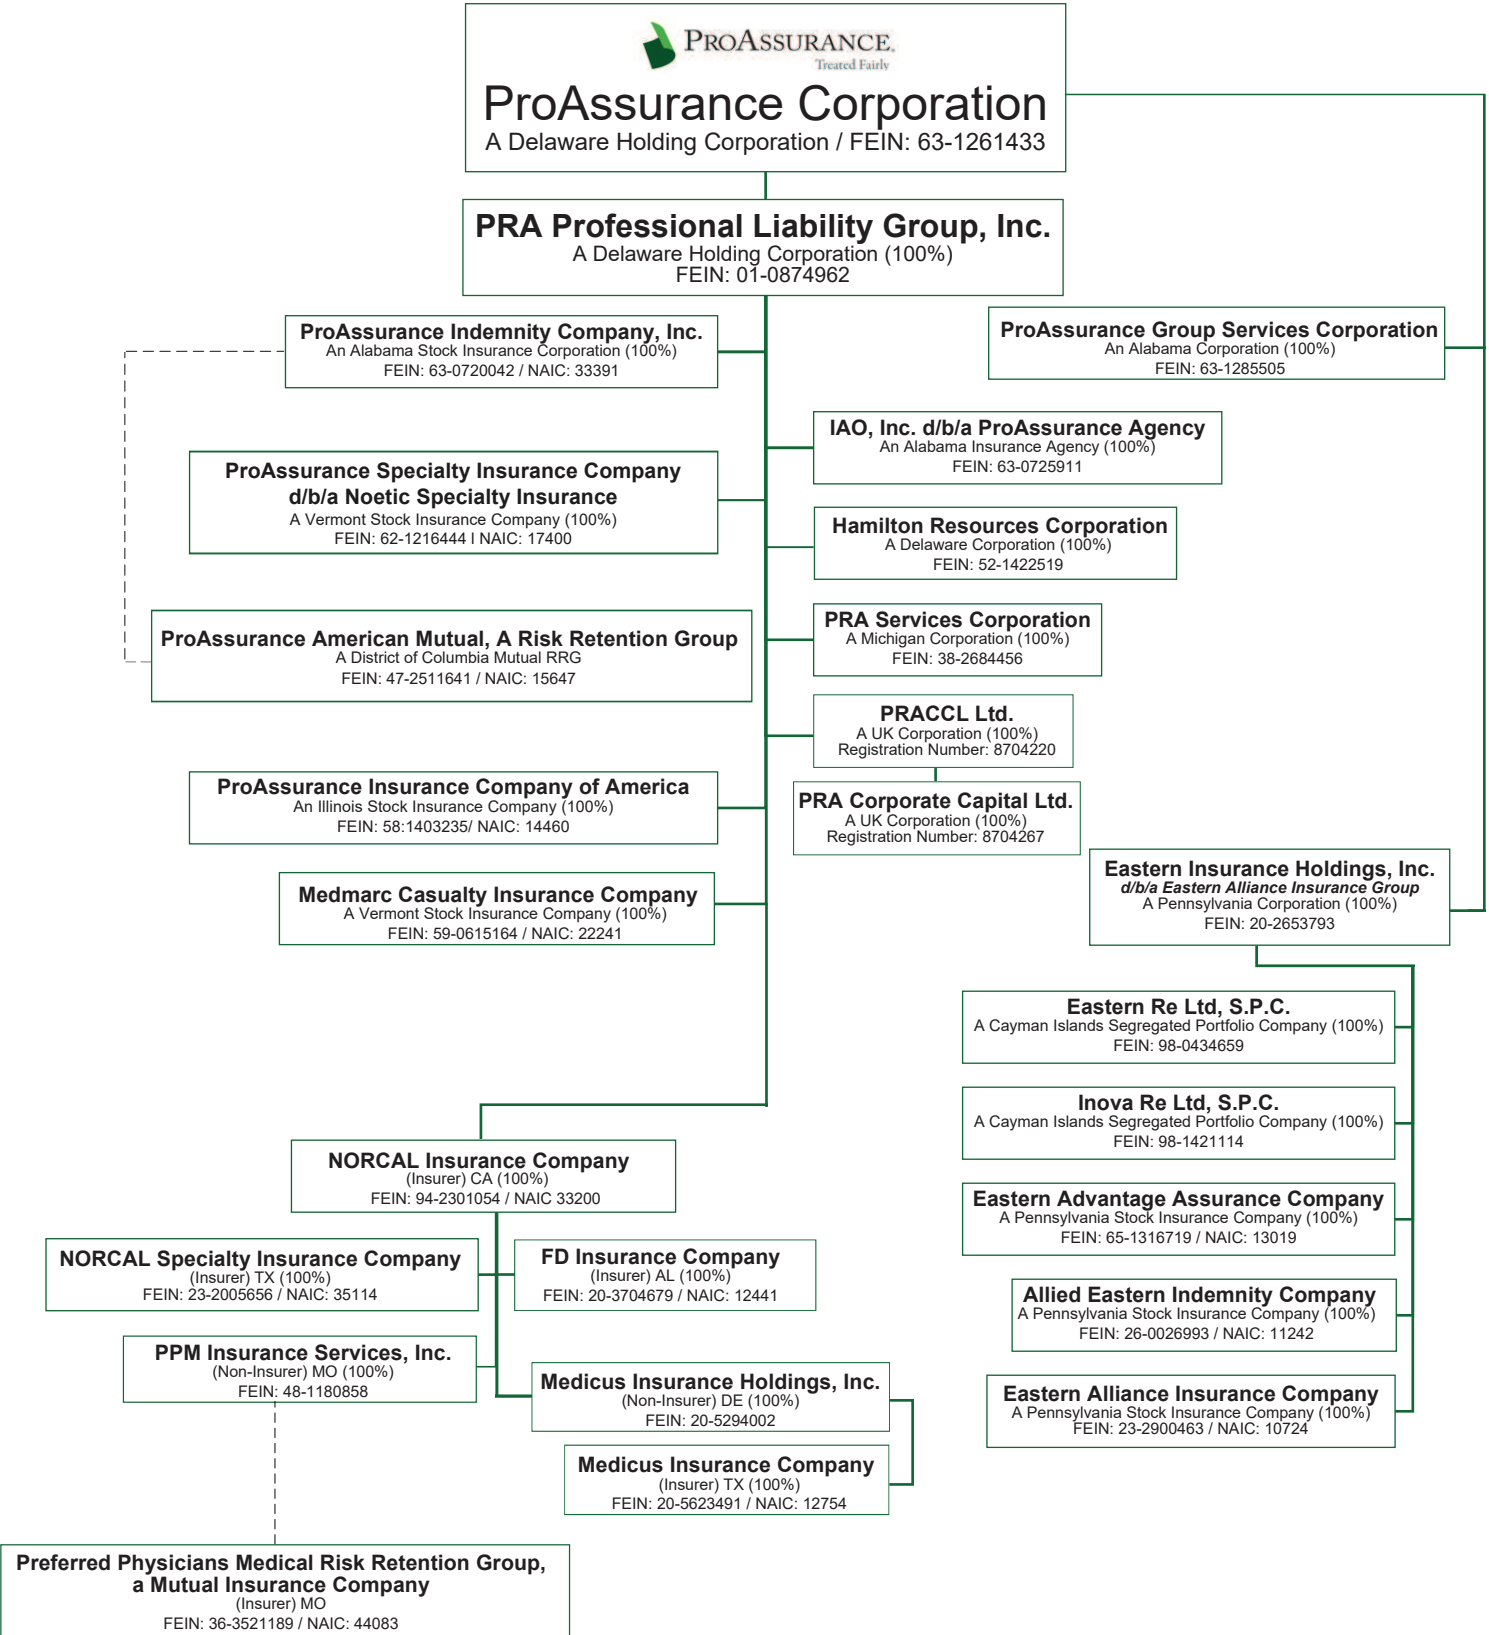 PROASSURANCE.
Treated Fairly
ProAssurance Corporation
A Delaware Holding Corporation / FEIN: 63-1261433
PRA Professional Liability Group, Inc.
A Delaware Holding Corporation (100%)
FEIN: 01-0874962
ProAssurance Indemnity Company, Inc.
An Alabama Stock Insurance Corporation (100%)
FEIN: 63-0720042 / NAIC: 33391
ProAssurance Group Services Corporation
An Alabama Corporation (100%)
FEIN: 63-1285505
IAO, Inc. d/b/a ProAssurance Agency
An Alabama Insurance Agency (100%)
FEIN: 63-0725911
ProAssurance Specialty Insurance Company
d/b/a Noetic Specialty Insurance
A Vermont Stock Insurance Company (100%)
FEIN: 62-1216444 I NAIC: 17400
Hamilton Resources Corporation
A Delaware Corporation (100%)
FEIN: 52-1422519
ProAssurance American Mutual, A Risk Retention Group
A District of Columbia Mutual RRG
FEIN: 47-2511641 / NAIC: 15647
PRA Services Corporation
A Michigan Corporation (100%)
FEIN: 38-2684456
PRACCL Ltd.
A UK Corporation (100%)
Registration Number: 8704220
ProAssurance Insurance Company of America
An Illinois Stock Insurance Company (100%)
FEIN: 58:1403235/ NAIC: 14460
PRA Corporate Capital Ltd.
A UK Corporation (100%)
Registration Number: 8704267
Medmarc Casualty Insurance Company
A Vermont Stock Insurance Company (100%)
FEIN: 59-0615164 / NAIC: 22241
Eastern Insurance Holdings, Inc.
d/b/a Eastern Alliance Insurance Group
A Pennsylvania Corporation (100%)
FEIN: 20-2653793
Eastern Re Ltd, S.P.C.
A Cayman Islands Segregated Portfolio Company (100%)
FEIN: 98-0434659
Inova Re Ltd, S.P.C.
A Cayman Islands Segregated Portfolio Company (100%)
FEIN: 98-1421114
Eastern Advantage Assurance Company
A Pennsylvania Stock Insurance Company (100%)
FEIN: 65-1316719 / NAIC: 13019
Allied Eastern Indemnity Company
A Pennsylvania Stock Insurance Company (100%)
FEIN: 26-0026993 / NAIC: 11242
Eastern Alliance Insurance Company
A Pennsylvania Stock Insurance Company (100%)
FEIN: 23-2900463 / NAIC: 10724
NORCAL Insurance Company
(Insurer) CA (100%)
FEIN: 94-2301054 / NAIC 33200
NORCAL Specialty Insurance Company
(Insurer) TX (100%)
FEIN: 23-2005656 / NAIC: 35114
FD Insurance Company
(Insurer) AL (100%)
FEIN: 20-3704679 / NAIC: 12441
PPM Insurance Services, Inc.
(Non-Insurer) MO (100%)
FEIN: 48-1180858
Medicus Insurance Holdings, Inc.
(Non-Insurer) DE (100%)
FEIN: 20-5294002
Medicus Insurance Company
(Insurer) TX (100%)
FEIN: 20-5623491 / NAIC: 12754
Preferred Physicians Medical Risk Retention Group,
a Mutual Insurance Company
(Insurer) MO
FEIN: 36-3521189 / NAIC: 44083